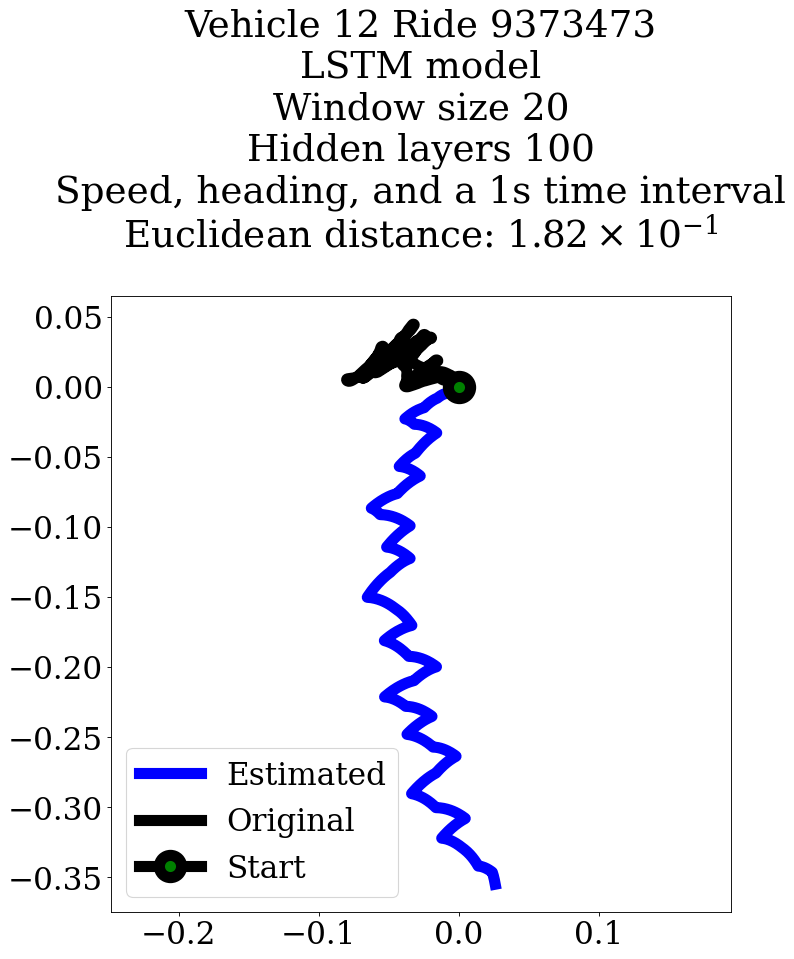 Vehicle 12 Ride 9373473
LSTM model
Window size 20
Hidden layers 100
Speed, heading, and a 1s time interval
Euclidean distance: 1.82 × 10⁻¹
0.05
0.00
−0.05
−0.10
−0.15
−0.20
−0.25
−0.30
−0.35
Estimated
Original
Start
−0.2
−0.1
0.0
0.1